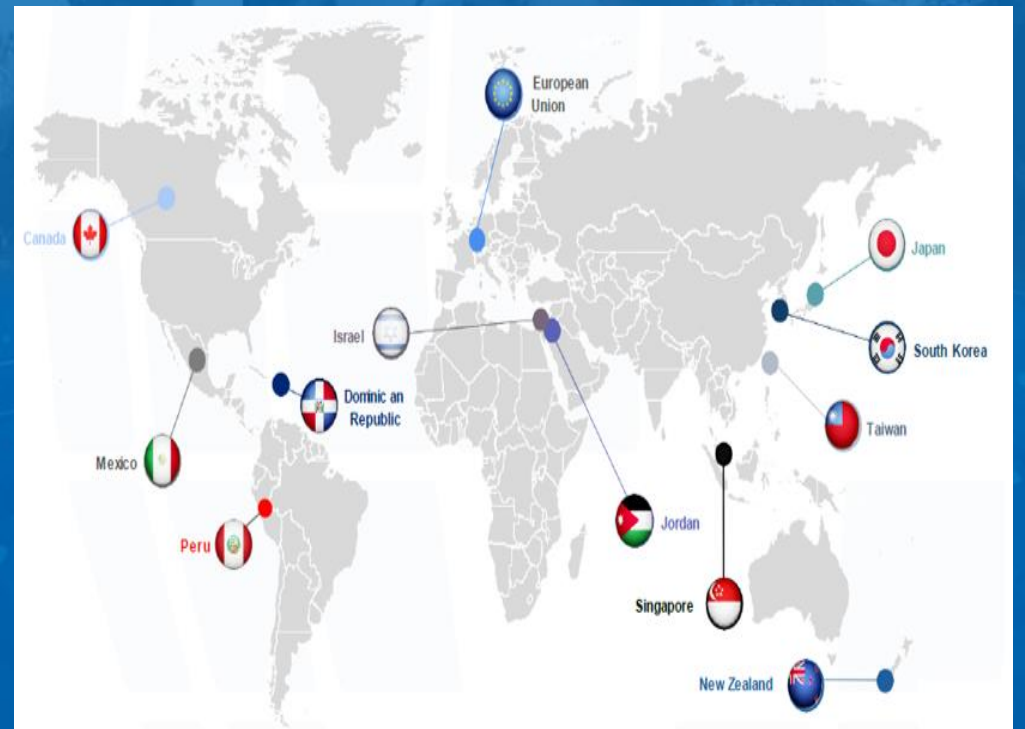 European
Union
Canada
Japan
Israel
South Korea
Dominic an
Republic
Taiwan
Mexico
Jordan
Peru
Singapore
New Zealand